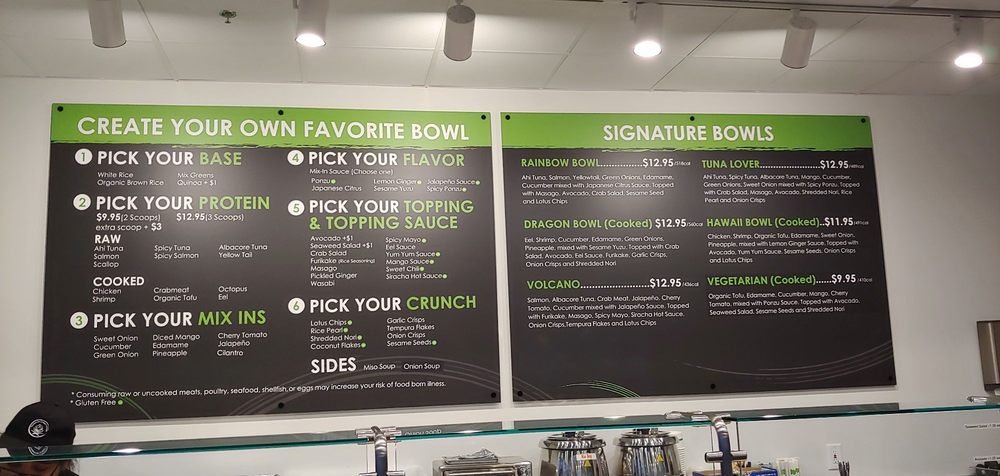 CREATE YOUR OWN FAVORITE BOWL
1 PICK YOUR BASE
White Rice
Organic Brown Rice
Mix Greens
Quinoa + $1
2 PICK YOUR PROTEIN
$9.95(2 Scoops) $12.95(3 Scoops)
extra scoop + $3
RAW
Ahi Tuna
Salmon
Scallop
Spicy Tuna
Spicy Salmon
Albacore Tuna
Yellow Tail
COOKED
Chicken
Shrimp
Crabmeat
Organic Tofu
Octopus
Eel
3 PICK YOUR MIX INS
Sweet Onion
Cucumber
Green Onion
Diced Mango
Edamame
Pineapple
Cherry Tomato
Jalapeño
Cilantro
4 PICK YOUR FLAVOR
Mix-in Sauce (Choose one)
Ponzu
Japanese Citrus
Lemon Ginger
Sesame Yuzu
Jalapeño Sauce
Spicy Ponzu
5 PICK YOUR TOPPING
& TOPPING SAUCE
Avocado +$1
Seaweed Salad +$1
Crab Salad
Furikake (Rice Seasoning)
Masago
Pickled Ginger
Wasabi
Spicy Mayo
Eel Sauce
Yum Yum Sauce
Mango Sauce
Sweet Chili
Siracha Hot Sauce
6 PICK YOUR CRUNCH
Lotus Chips
Rice Pearl
Shredded Nori
Coconut Flakes
Garlic Crisps
Tempura Flakes
Onion Crisps
Sesame Seeds
SIDES Miso Soup Onion Soup
* Consuming raw or uncooked meats, poultry, seafood, shellfish, or eggs may increase your risk of food born illness.
* Gluten Free
SIGNATURE BOWLS
RAINBOW BOWL..............$12.95
Ahi Tuna, Salmon, Yellowtail, Green Onions, Edamame,
Cucumber mixed with Japanese Citrus Sauce, Topped
with Masago, Avocado, Crab Salad, Sesame Seed
and Lotus Chips
DRAGON BOWL (Cooked) $12.95
Eel, Shrimp, Cucumber, Edamame, Green Onions,
Pineapple, mixed with Sesame Yuzu, Topped with Crab
Salad, Avocado, Eel Sauce, Furikake, Garlic Crisps,
Onion Crisps and Shredded Nori
VOLCANO.........................$12.95
Salmon, Albacore Tuna, Crab Meat, Jalapeño, Cherry
Tomato, Cucumber mixed with Jalapeño Sauce, Topped
with Furikake, Masago, Spicy Mayo, Siracha Hot Sauce,
Onion Crisps,Tempura Flakes and Lotus Chips
TUNA LOVER...............$12.95
Ahi Tuna, Spicy Tuna, Albacore Tuna, Mango, Cucumber,
Green Onions, Sweet Onion mixed with Spicy Ponzu, Topped
with Masago, Avocado, Crab Salad, Shredded Nori, Rice
Pearl and Sesame Seeds
HAWAII BOWL (Cooked)..$11.95
Chicken, Shrimp, Organic Tofu, Edamame, Sweet Onion,
Pineapple, mixed with Lemon Ginger Sauce, Topped with
Avocado, Yum Yum Sauce, Sesame Seeds, Onion Crisps
and Lotus Chips
VEGETARIAN (Cooked).....$9.95
Organic Tofu, Edamame, Cucumber, Mango, Cherry
Tomato, mixed with Ponzu Sauce, Topped with Avocado,
Seaweed Salad, Sesame Seeds and Shredded Nori